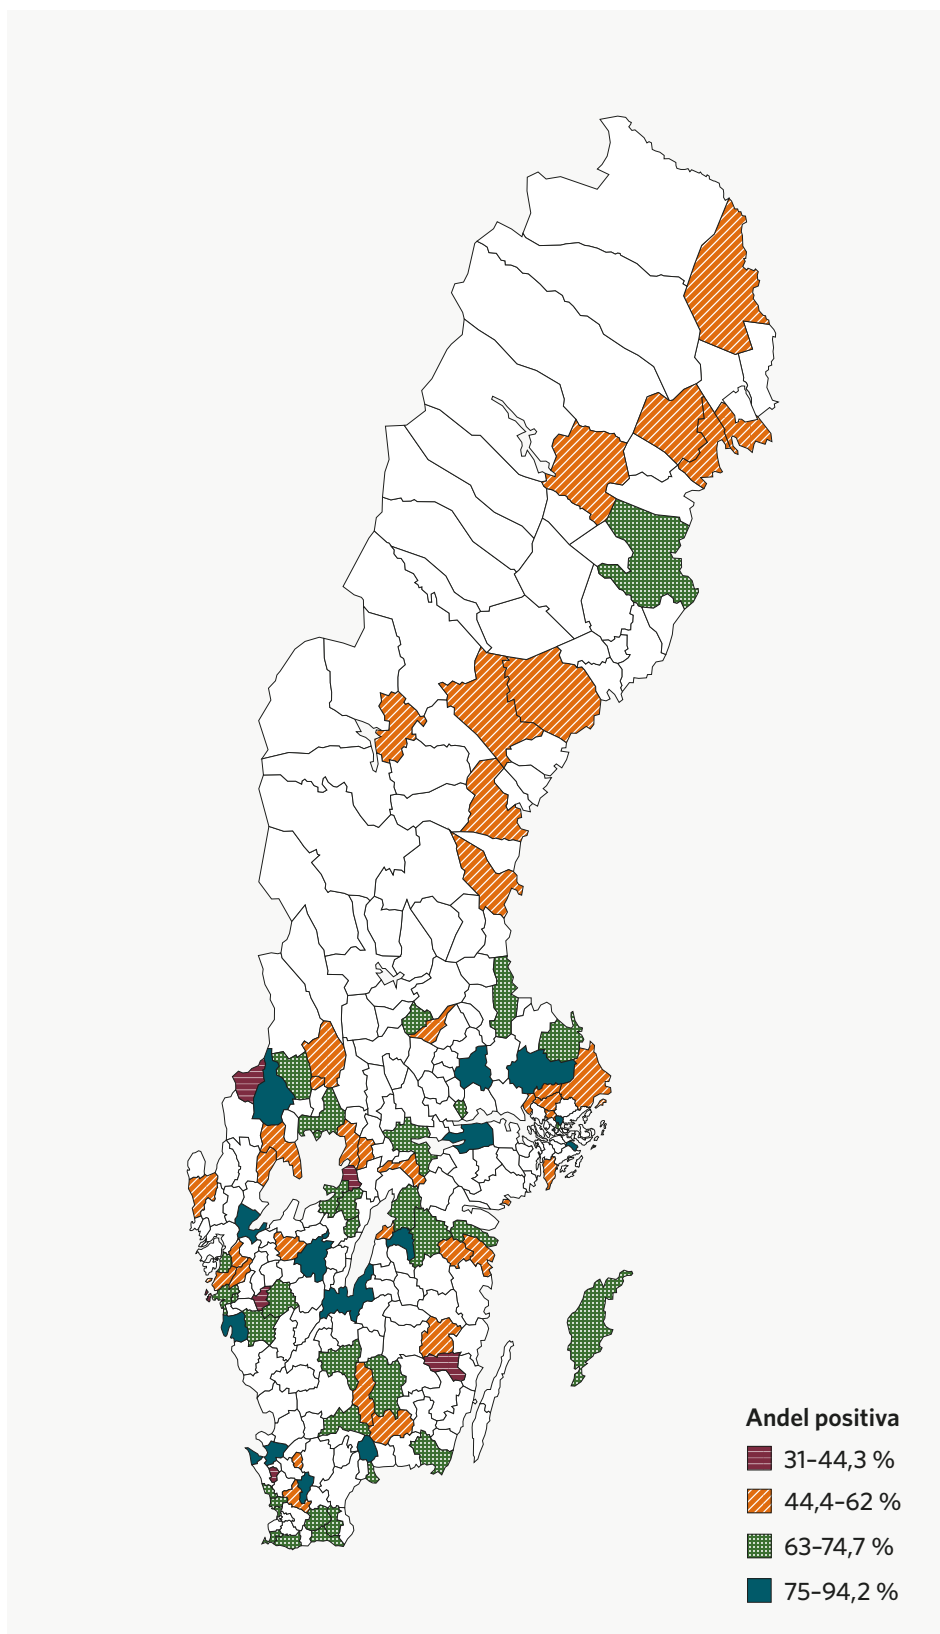 Andel positiva
31–44,3 %
44,4–62 %
63–74,7 %
75–94,2 %